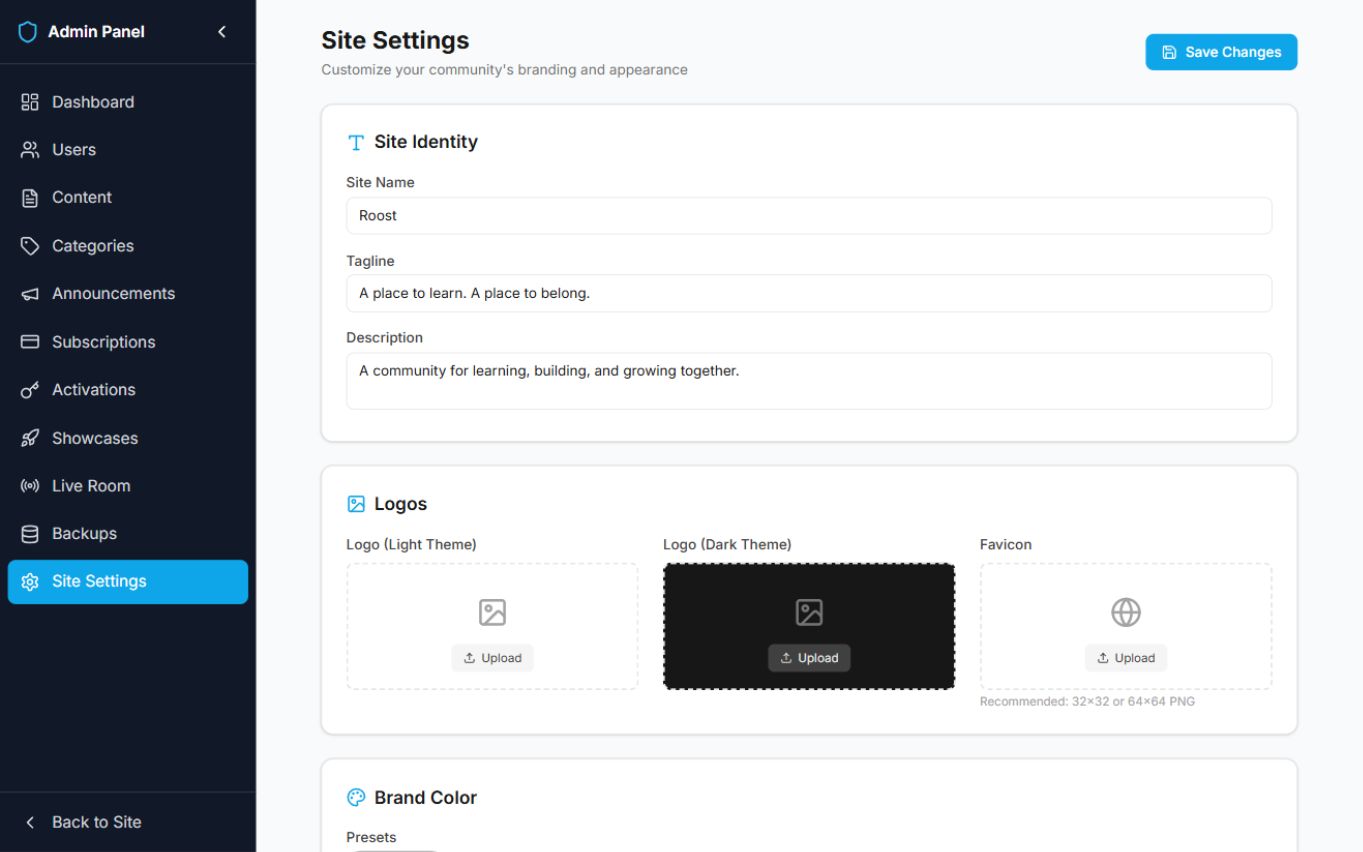 Admin Panel
Dashboard
Users
Content
Categories
Announcements
Subscriptions
Activations
Showcases
Live Room
Backups
Site Settings
Back to Site
Site Settings
Customize your community's branding and appearance
Save Changes
Site Identity
Site Name
Roost
Tagline
A place to learn. A place to belong.
Description
A community for learning, building, and growing together.
Logos
Logo (Light Theme)
Upload
Logo (Dark Theme)
Upload
Favicon
Upload
Recommended: 32×32 or 64×64 PNG
Brand Color
Presets